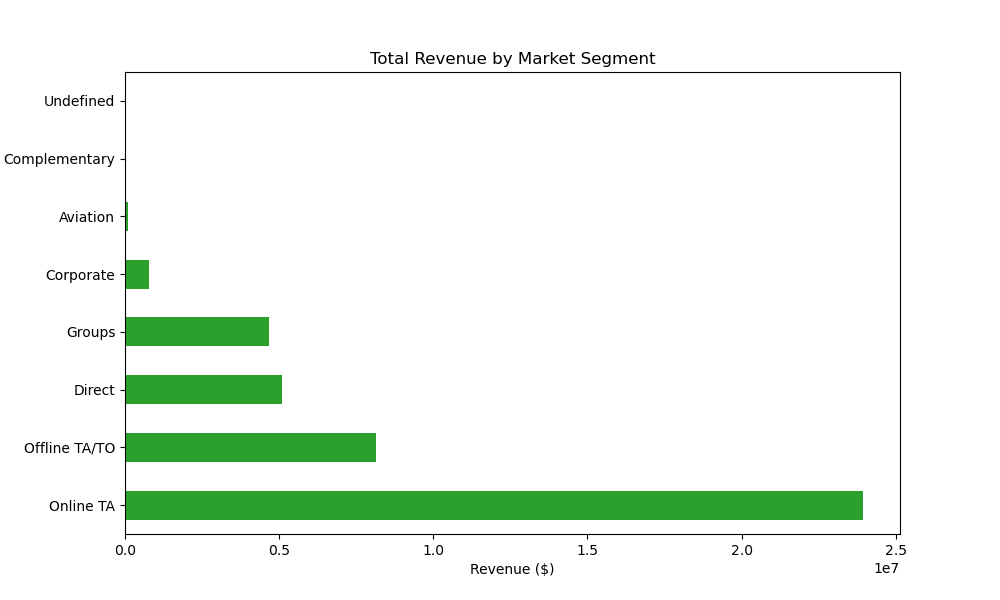 Total Revenue by Market Segment
Undefined
Complementary
Aviation
Corporate
Groups
Direct
Offline TA/TO
Online TA
0.0 0.5 1.0 1.5 2.0 2.5
1e7
Revenue ($)